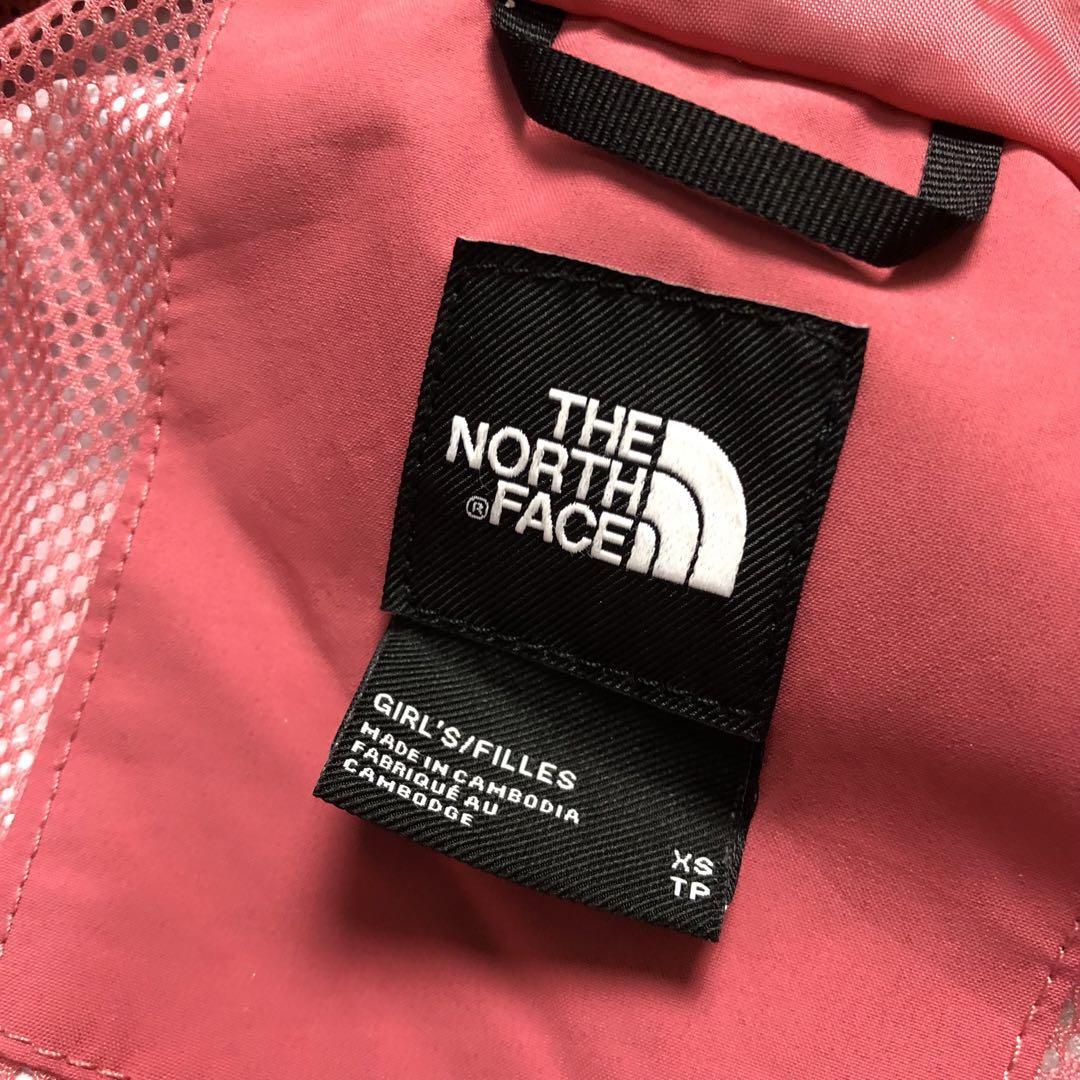 THE
NORTH
®FACE
GIRL'S/FILLES
MADE IN CAMBODIA
FABRIQUÉ AU
CAMBODGE
XS
TP